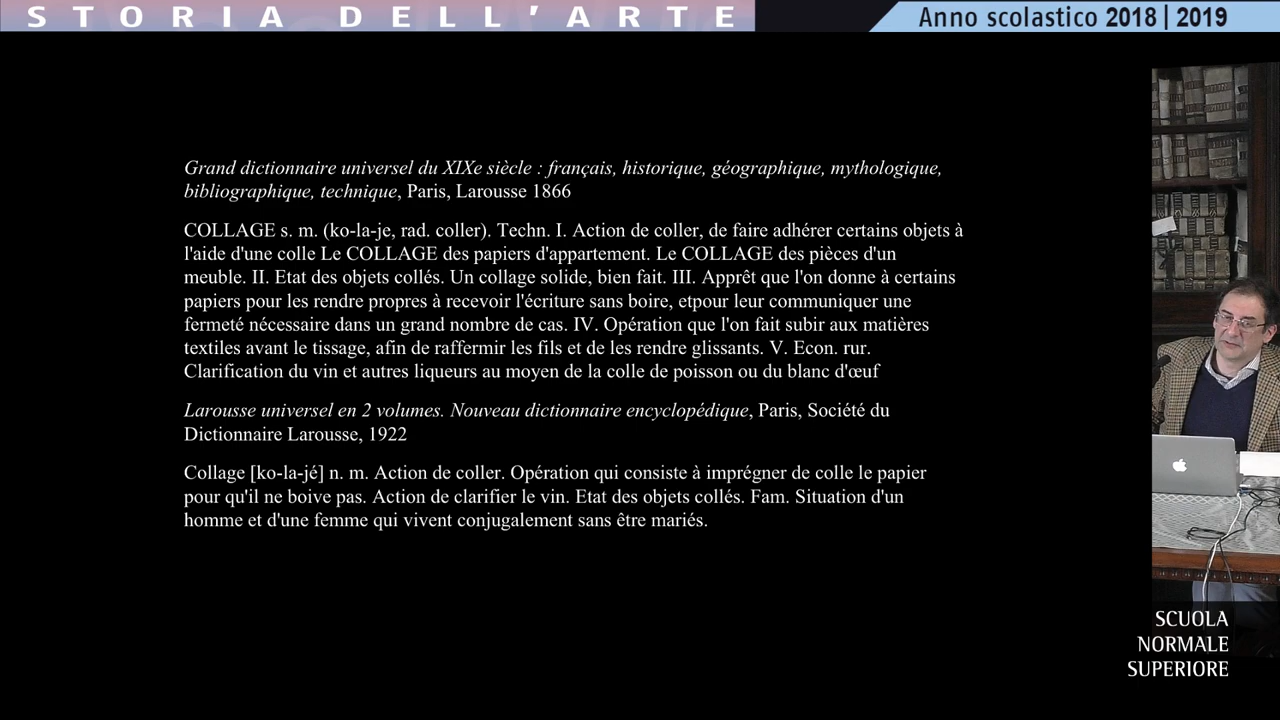 STORIA DELL'ARTE
Anno scolastico 2018 | 2019
Grand dictionnaire universel du XIXe siècle : français, historique, géographique, mythologique,
bibliographique, technique, Paris, Larousse 1866
COLLAGE s. m. (ko-la-je, rad. coller). Techn. I. Action de coller, de faire adhérer certains objets à
l'aide d'une colle Le COLLAGE des papiers d'appartement. Le COLLAGE des pièces d'un
meuble. II. Etat des objets collés. Un collage solide, bien fait. III. Apprêt que l'on donne à certains
papiers pour les rendre propres à recevoir l'écriture sans boire, etpour leur communiquer une
fermeté nécessaire dans un grand nombre de cas. IV. Opération que l'on fait subir aux matières
textiles avant le tissage, afin de raffermir les fils et de les rendre glissants. V. Econ. rur.
Clarification du vin et autres liqueurs au moyen de la colle de poisson ou du blanc d'œuf
Larousse universel en 2 volumes. Nouveau dictionnaire encyclopédique, Paris, Société du
Dictionnaire Larousse, 1922
Collage [ko-la-jé] n. m. Action de coller. Opération qui consiste à imprégner de colle le papier
pour qu'il ne boive pas. Action de clarifier le vin. Etat des objets collés. Fam. Situation d'un
homme et d'une femme qui vivent conjugalement sans être mariés.
SCUOLA
NORMALE
SUPERIORE